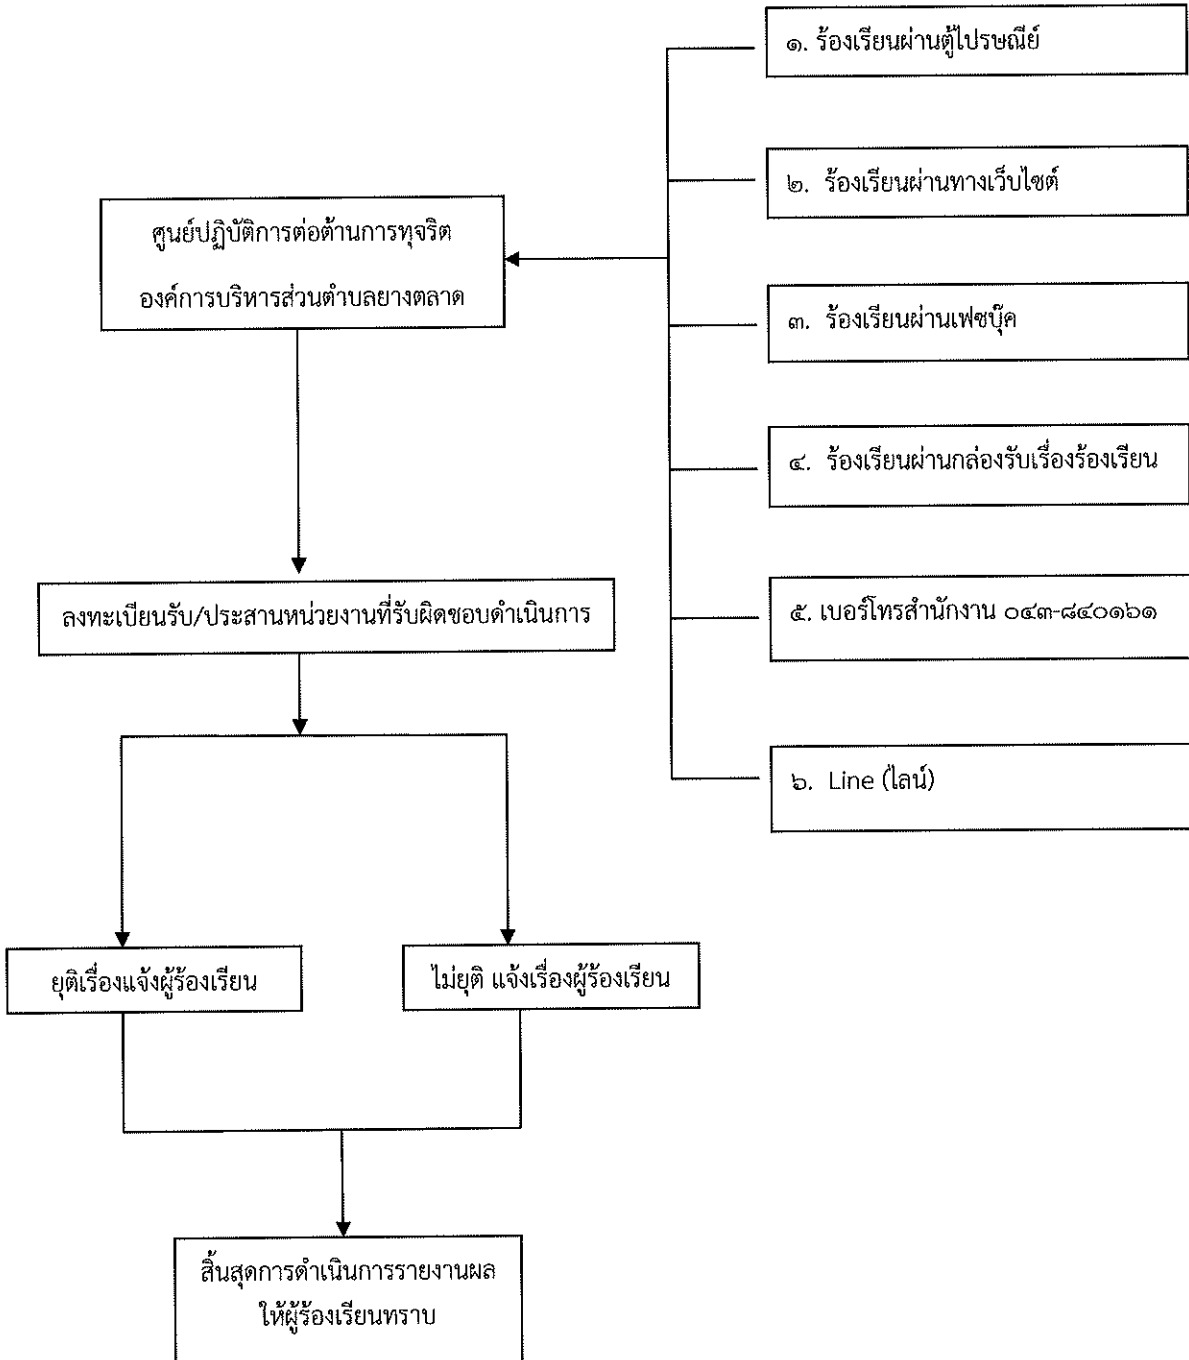 ๑. ร้องเรียนผ่านตู้ไปรษณีย์
๒. ร้องเรียนผ่านทางเว็บไซต์
ศูนย์ปฏิบัติการต่อต้านการทุจริต
องค์การบริหารส่วนตำบลยางตลาด
๓. ร้องเรียนผ่านเฟซบุ๊ค
๔. ร้องเรียนผ่านกล่องรับเรื่องร้องเรียน
ลงทะเบียนรับ/ประสานหน่วยงานที่รับผิดชอบดำเนินการ
๕. เบอร์โทรสำนักงาน ๐๔๓-๘๔๐๑๖๑
๖. Line (ไลน์)
ยุติเรื่องแจ้งผู้ร้องเรียน
ไม่ยุติ แจ้งเรื่องผู้ร้องเรียน
สิ้นสุดการดำเนินการรายงานผล
ให้ผู้ร้องเรียนทราบ